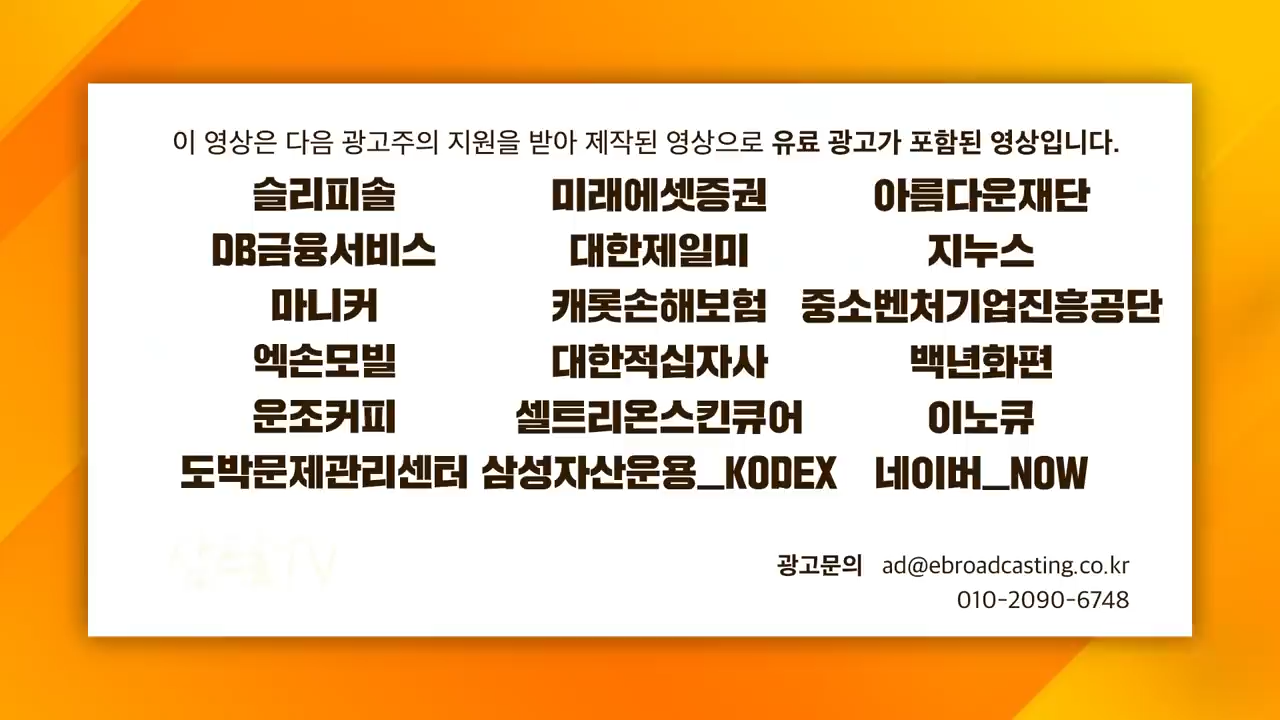 이 영상은 다음 광고주의 지원을 받아 제작된 영상으로 유료 광고가 포함된 영상입니다.
슬리피솔 미래에셋증권 아름다운재단
DB금융서비스 대한제일미 지누스
마니커 캐롯손해보험 중소벤처기업진흥공단
엑손모빌 대한적십자사 백년화편
운조커피 셀트리온스킨큐어 이노큐
도박문제관리센터 삼성자산운용_KODEX 네이버_NOW
광고문의 ad@ebroadcasting.co.kr
010-2090-6748